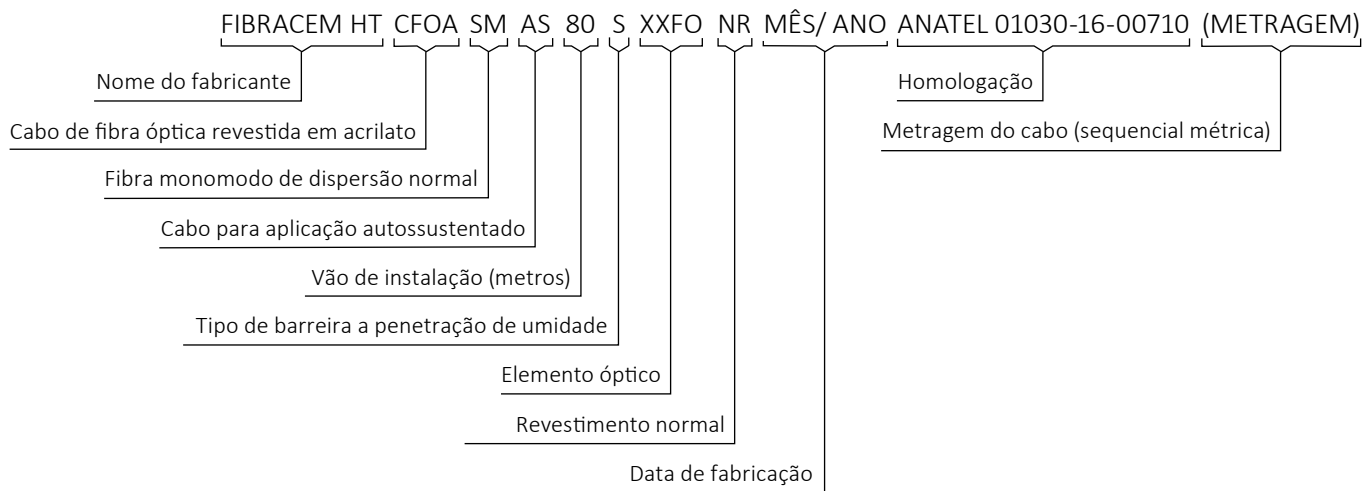 FIBRACEM HT CFOA SM AS 80 S XXFO NR MÊS/ ANO ANATEL 01030-16-00710 (METRAGEM)
Nome do fabricante
Homologação
Cabo de fibra óptica revestida em acrilato
Metragem do cabo (sequencial métrica)
Fibra monomodo de dispersão normal
Cabo para aplicação autossustentado
Vão de instalação (metros)
Tipo de barreira a penetração de umidade
Elemento óptico
Revestimento normal
Data de fabricação